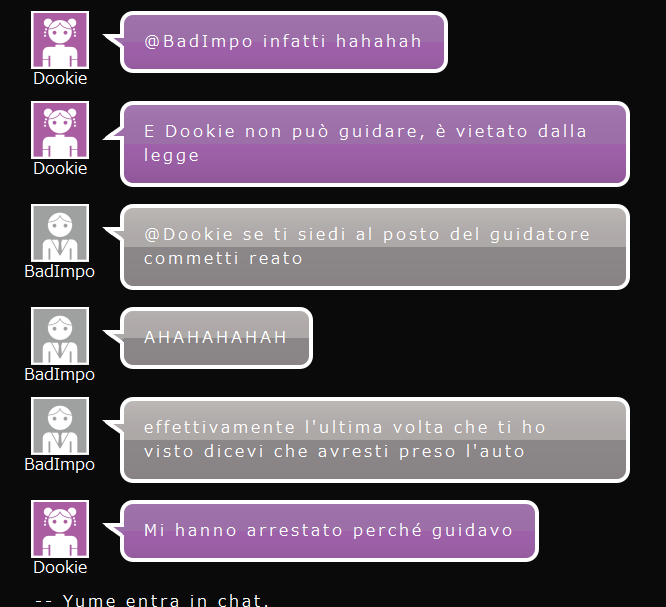 @BadImpo infatti hahahah
Dookie
E Dookie non può guidare, è vietato dalla
legge
Dookie
@Dookie se ti siedi al posto del guidatore
commetti reato
BadImpo
AHAHAHAHAH
BadImpo
effettivamente l'ultima volta che ti ho
visto dicevi che avresti preso l'auto
BadImpo
Mi hanno arrestato perché guidavo
Dookie
-- Yume entra in chat.